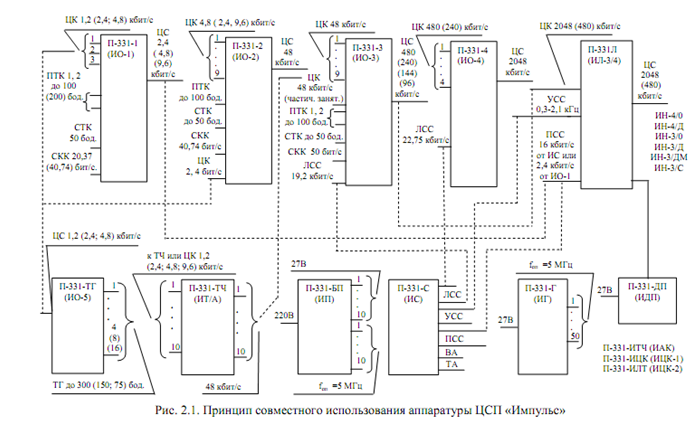 ЦК 1,2 (2,4; 4,8) кбит/с
1
2
3
П-331-1
(ИО-1)
ПТК 1, 2
до 100
(200) бод.
СТК
50 бод.
СКК 20,37
(40,74) бит/с.
ЦС
2,4
( 4,8)
(9,6)
кбит/с
ЦК 4,8 ( 2,4, 9,6) кбит/с
1
9
П-331-2
(ИО-2)
ПТК
до 100 бод.
СТК
до 50 бод.
СКК
40,74 бит/с
ЦК
2, 4 бит/с
ЦС
48
кбит/с
ЦК 48 кбит/с
1
9
П-331-3
(ИО-3)
ЦК
48 кбит/с
(частич. занят.)
ПТК 1, 2
до 100 бод.
СТК до 50 бод.
СКК 50 бит/с
ЛСС
19,2 кбит/с
ЦС
480
(240)
(144)
(96)
кбит/с
ЦК 480 (240) кбит/с
1
4
П-331-4
(ИО-4)
ЛСС
22,75 кбит/с
ЦС
2048
кбит/с
ЦК 2048 (480) кбит/с
П-331Л
(ИЛ-3/4)
УСС
0,3-2,1 кГц
ПСС
16 кбит/с
от ИС или
2,4 кбит/с
от ИО-1
ЦС
2048
(480)
кбит/с
ИН-4/0
ИН-4/Д
ИН-3/0
ИН-3/Д
ИН-3/ДМ
ИН-3/С
ЦС 1,2 (2,4; 4,8) кбит/с
П-331-ТГ
(ИО-5)
1
4
(8)
(16)
ТГ до 300 (150; 75) бод.
к ТЧ или ЦК 1,2
(2,4; 4,8; 9,6) кбит/с
1
10
П-331-ТЧ
(ИТ/А)
1
10
48 кбит/с
27В
220В
П-331-БП
(ИП)
1
10
1
10
=5 МГц
П-331-С
(ИС)
ЛСС
УСС
ПСС
ВА
ТА
=5 МГц
27В
П-331-Г
(ИГ)
1
50
27В
П-331-ДП
(ИДП)
П-331-ИТЧ (ИАК)
П-331-ИЦК (ИЦК-1)
П-331-ИЛТ (ИЦК-2)
Рис. 2.1. Принцип совместного использования аппаратуры ЦСП «Импульс»